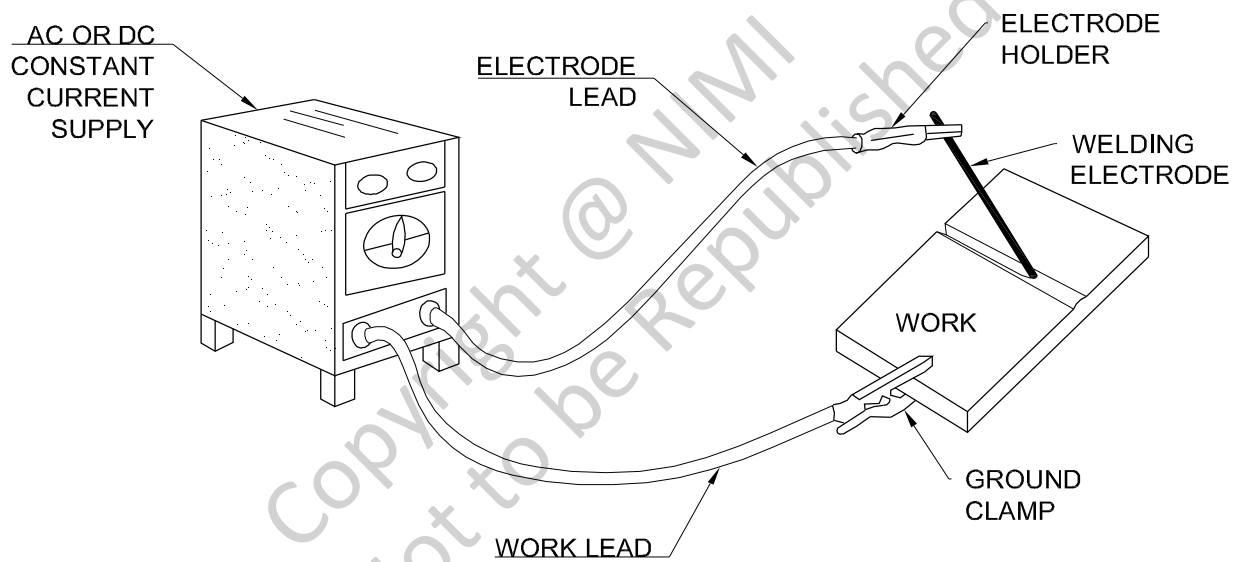 AC OR DC
CONSTANT
CURRENT
SUPPLY
ELECTRODE
LEAD
ELECTRODE
HOLDER
WELDING
ELECTRODE
WORK
GROUND
CLAMP
WORK LEAD
Copyright @ NIMI
Not to be Republished